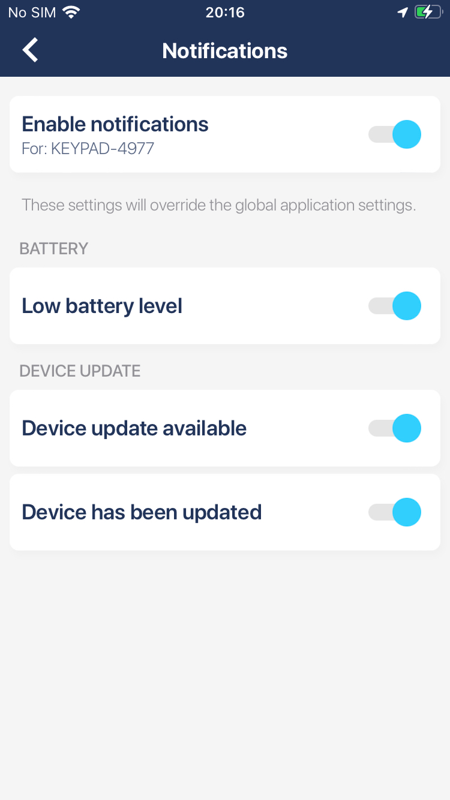 No SIM 20:16
Notifications
Enable notifications
For: KEYPAD-4977
These settings will override the global application settings.
BATTERY
Low battery level
DEVICE UPDATE
Device update available
Device has been updated